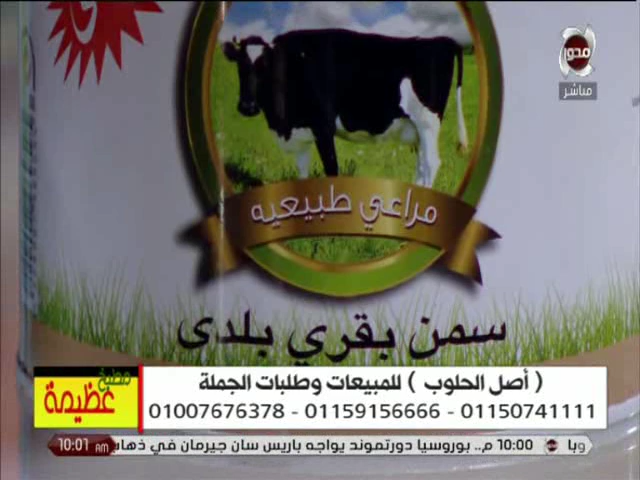 محور
مباشر
مراعي طبيعيه
سمن بقري بلدى
مطبخ عظيمة
( أصل الحلوب ) للمبيعات وطلبات الجملة
01007676378 - 01159156666 - 01150741111
10:01 AM
وبا 10:00 م.. بوروسيا دورتموند يواجه باريس سان جيرمان في ذهاب